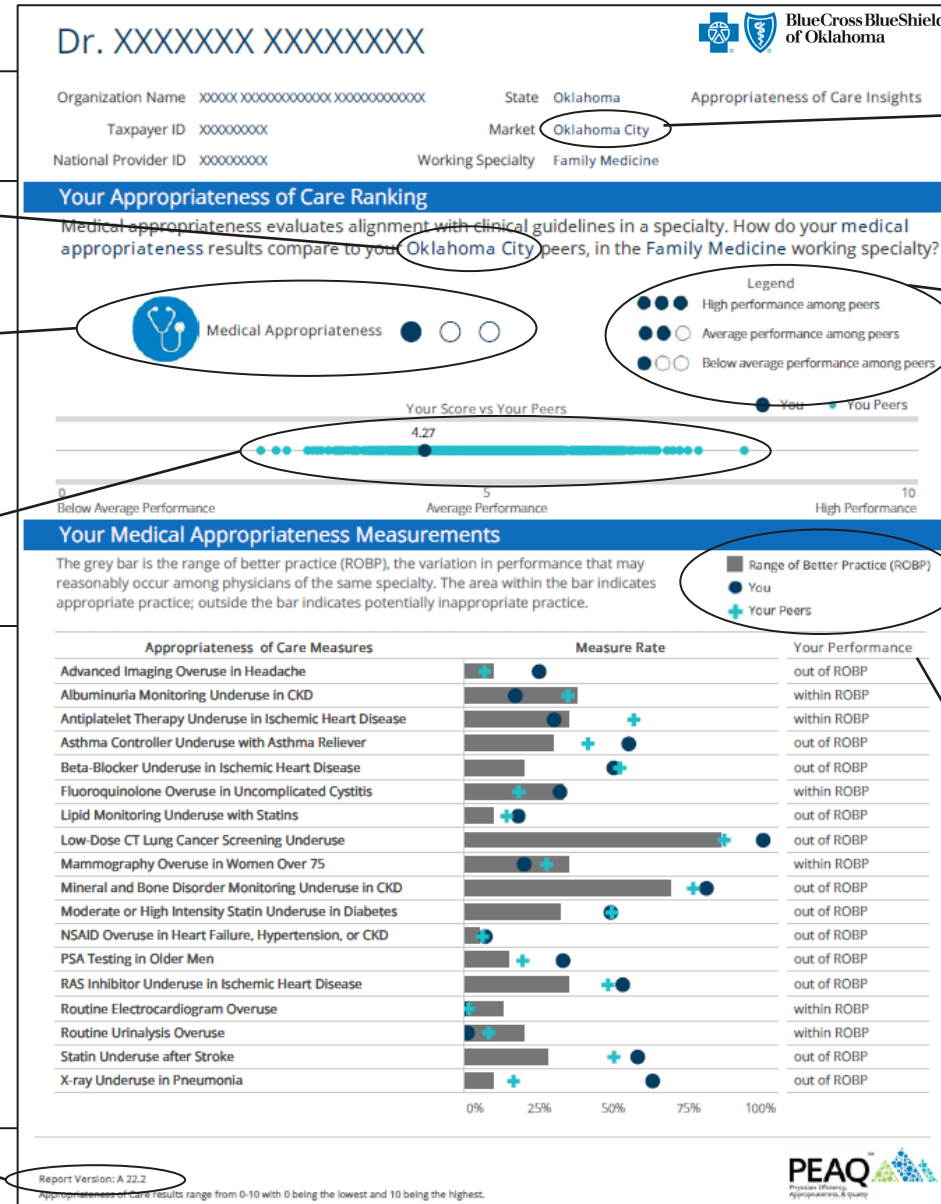 Dr. XXXXXXX XXXXXXXX
BlueCross BlueShield
of Oklahoma
Organization Name XXXXX XXXXXXXXXXXX XXXXXXXXXXXX State Oklahoma Appropriateness of Care Insights
Taxpayer ID XXXXXXXXX Market Oklahoma City
National Provider ID XXXXXXXXX Working Specialty Family Medicine
Your Appropriateness of Care Ranking
Medical appropriateness evaluates alignment with clinical guidelines in a specialty. How do your medical
appropriateness results compare to your Oklahoma City peers, in the Family Medicine working specialty?
Legend
High performance among peers
Medical Appropriateness
Average performance among peers
Below average performance among peers
Your Score vs Your Peers You You Peers
4.27
0 5 10
Below Average Performance Average Performance High Performance
Your Medical Appropriateness Measurements
The grey bar is the range of better practice (ROBP), the variation in performance that may
reasonably occur among physicians of the same specialty. The area within the bar indicates
appropriate practice; outside the bar indicates potentially inappropriate practice.
Range of Better Practice (ROBP)
You
Your Peers
Appropriateness of Care Measures Measure Rate Your Performance
Advanced Imaging Overuse in Headache out of ROBP
Albuminuria Monitoring Underuse in CKD within ROBP
Antiplatelet Therapy Underuse in Ischemic Heart Disease within ROBP
Asthma Controller Underuse with Asthma Reliever out of ROBP
Beta-Blocker Underuse in Ischemic Heart Disease out of ROBP
Fluoroquinolone Overuse in Uncomplicated Cystitis within ROBP
Lipid Monitoring Underuse with Statins out of ROBP
Low-Dose CT Lung Cancer Screening Underuse out of ROBP
Mammography Overuse in Women Over 75 within ROBP
Mineral and Bone Disorder Monitoring Underuse in CKD out of ROBP
Moderate or High Intensity Statin Underuse in Diabetes out of ROBP
NSAID Overuse in Heart Failure, Hypertension, or CKD out of ROBP
PSA Testing in Older Men out of ROBP
RAS Inhibitor Underuse in Ischemic Heart Disease out of ROBP
Routine Electrocardiogram Overuse within ROBP
Routine Urinalysis Overuse within ROBP
Statin Underuse after Stroke out of ROBP
X-ray Underuse in Pneumonia out of ROBP
0% 25% 50% 75% 100%
Report Version: A 22.2
Appropriateness of Care results range from 0-10 with 0 being the lowest and 10 being the highest.
PEAQ
Physician Efficiency,
Appropriateness, & Quality